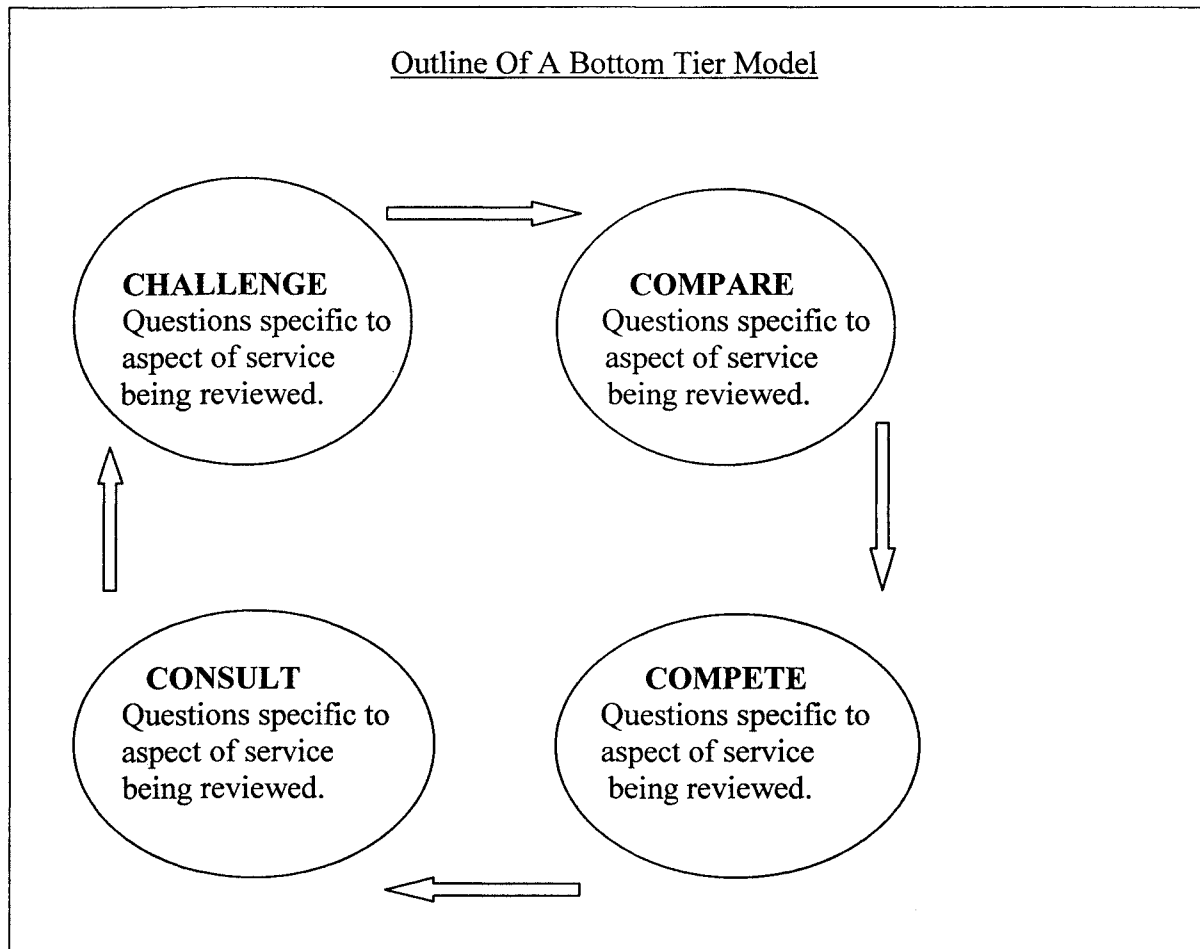 Outline Of A Bottom Tier Model
CHALLENGE
Questions specific to
aspect of service
being reviewed.
COMPARE
Questions specific to
aspect of service
being reviewed.
CONSULT
Questions specific to
aspect of service
being reviewed.
COMPETE
Questions specific to
aspect of service
being reviewed.